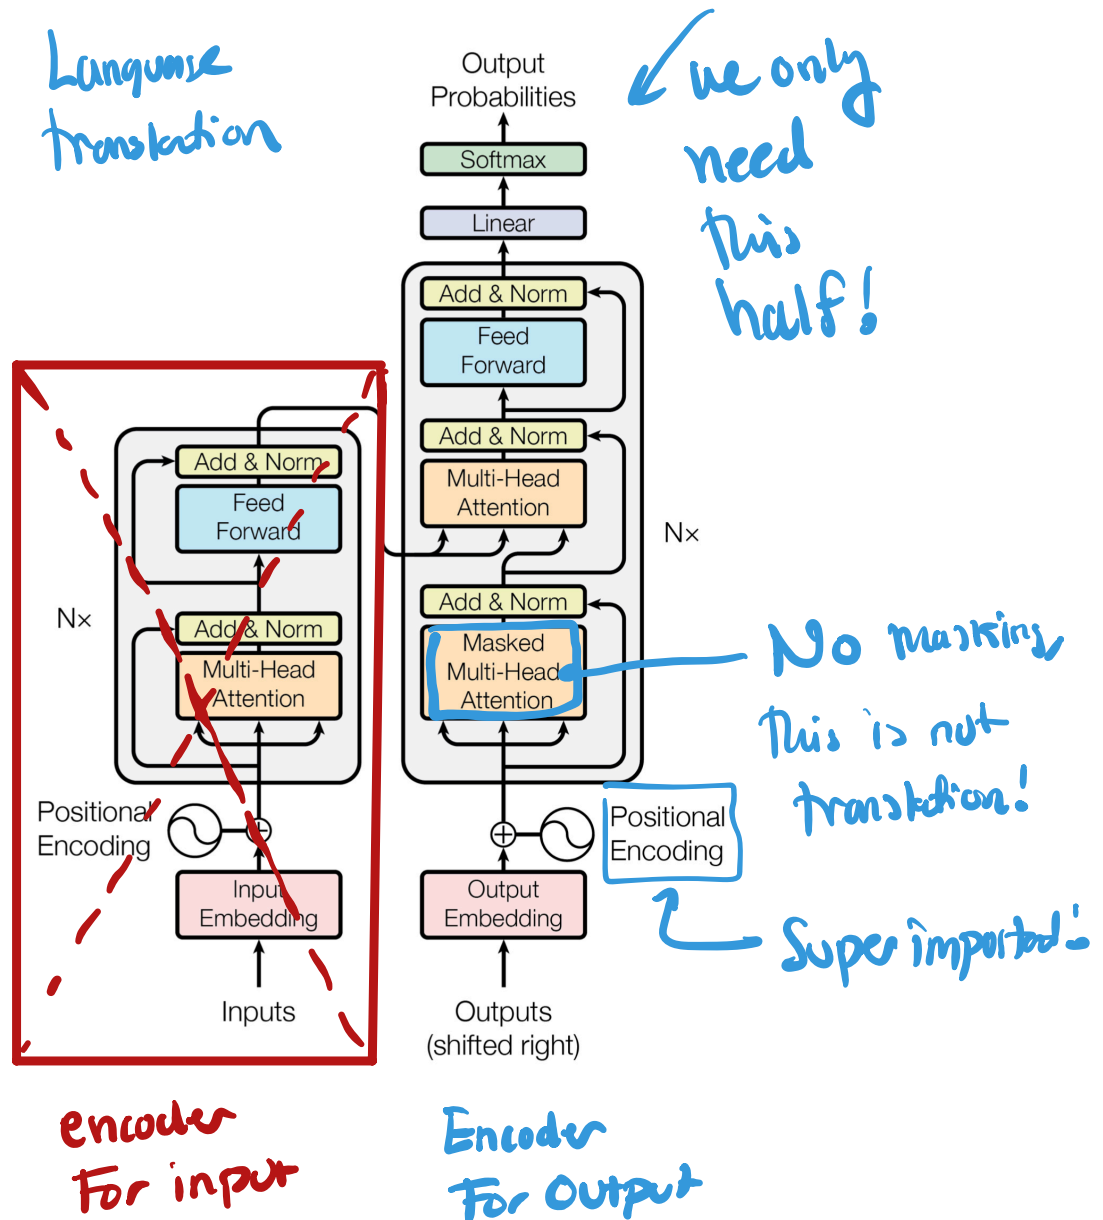 Language
translation
we only
need
this
half!
Output
Probabilities
Softmax
Linear
Add & Norm
Feed
Forward
Add & Norm
Multi-Head
Attention
Nx
Add & Norm
Masked
Multi-Head
Attention
Positional
Encoding
Output
Embedding
Outputs
(shifted right)
Add & Norm
Feed
Forward
Nx
Add & Norm
Multi-Head
Attention
Positional
Encoding
Input
Embedding
Inputs
No masking,
this is not
translation!
Super
encoder
For input
Encoder
For output